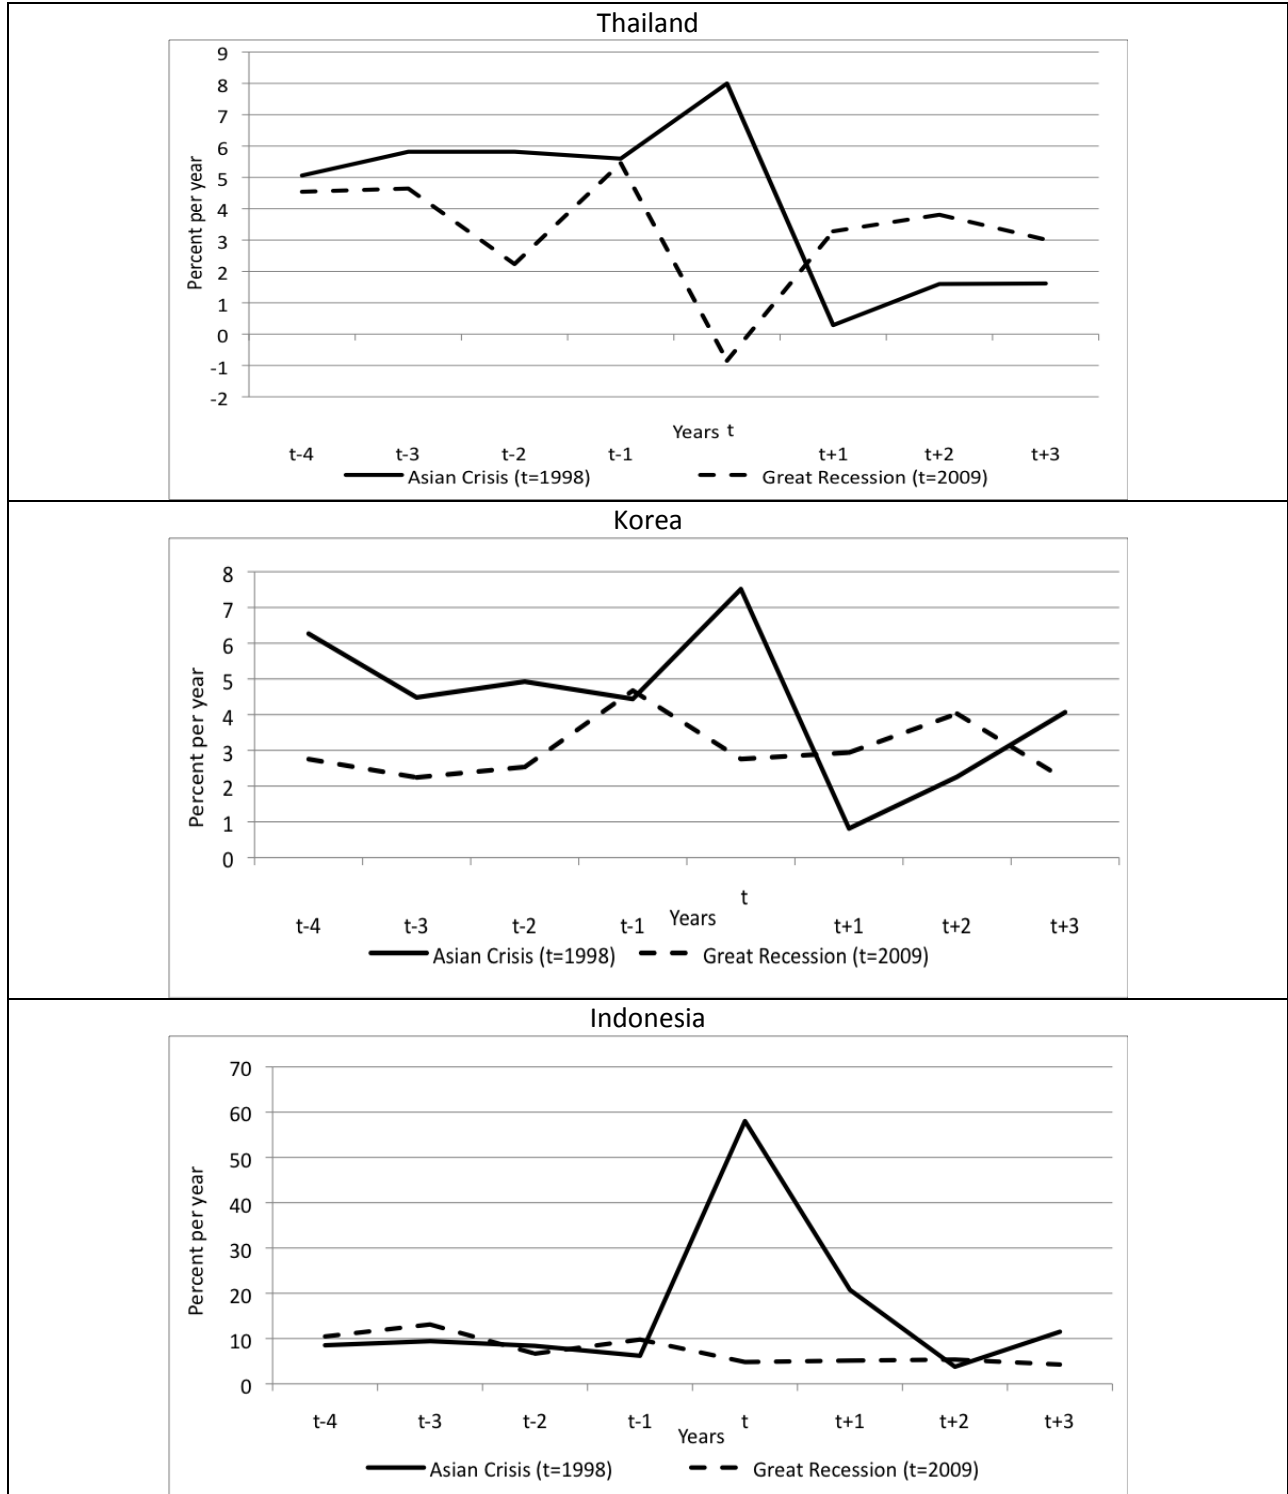 Thailand
9
8
7
6
5
4
3
2
1
0
-1
-2
Percent per year
Years t
t-4 t-3 t-2 t-1 t+1 t+2 t+3
Asian Crisis (t=1998) Great Recession (t=2009)
Korea
8
7
6
5
4
3
2
1
0
Percent per year
t
Years
t-4 t-3 t-2 t-1 t+1 t+2 t+3
Asian Crisis (t=1998) Great Recession (t=2009)
Indonesia
70
60
50
40
30
20
10
0
Percent per year
t-4 t-3 t-2 t-1 t t+1 t+2 t+3
Years
Asian Crisis (t=1998) Great Recession (t=2009)